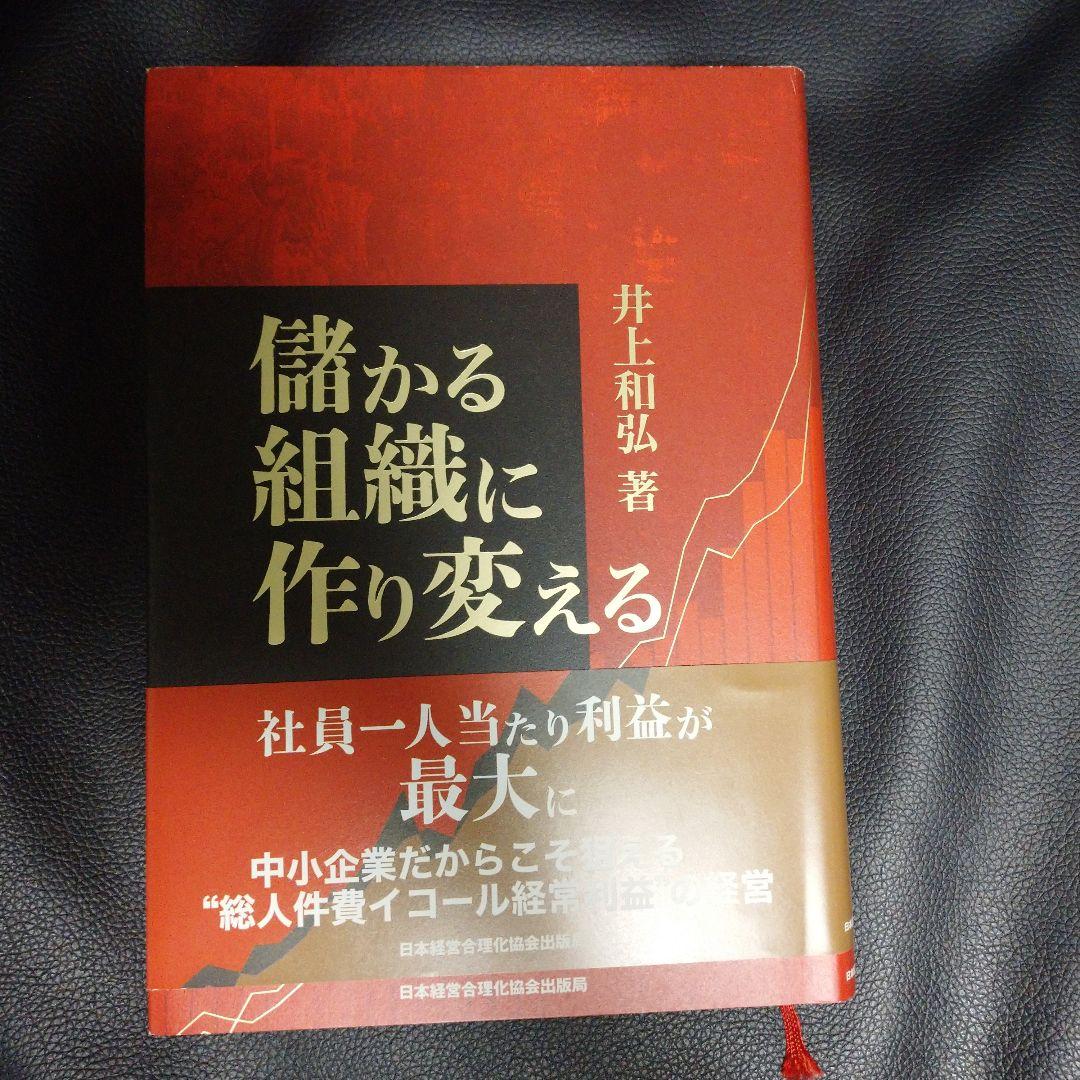 儲かる
組織に
作り変える
井上和弘 著
社員一人当たり利益が
最大に
中小企業だからこそ狙える
“総人件費イコール経常利益”の経営
日本経営合理化協会出版局
日本経営合理化協会出版局